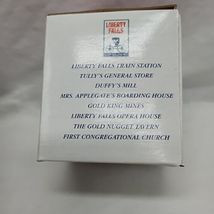 LIBERTY
FALLS
LIBERTY FALLS TRAIN STATION
TULLY'S GENERAL STORE
DUFFY'S MILL
MRS. APPLEGATE'S BOARDING HOUSE
GOLD KING MINES
LIBERTY FALLS OPERA HOUSE
THE GOLD NUGGET TAVERN
FIRST CONGREGATIONAL CHURCH